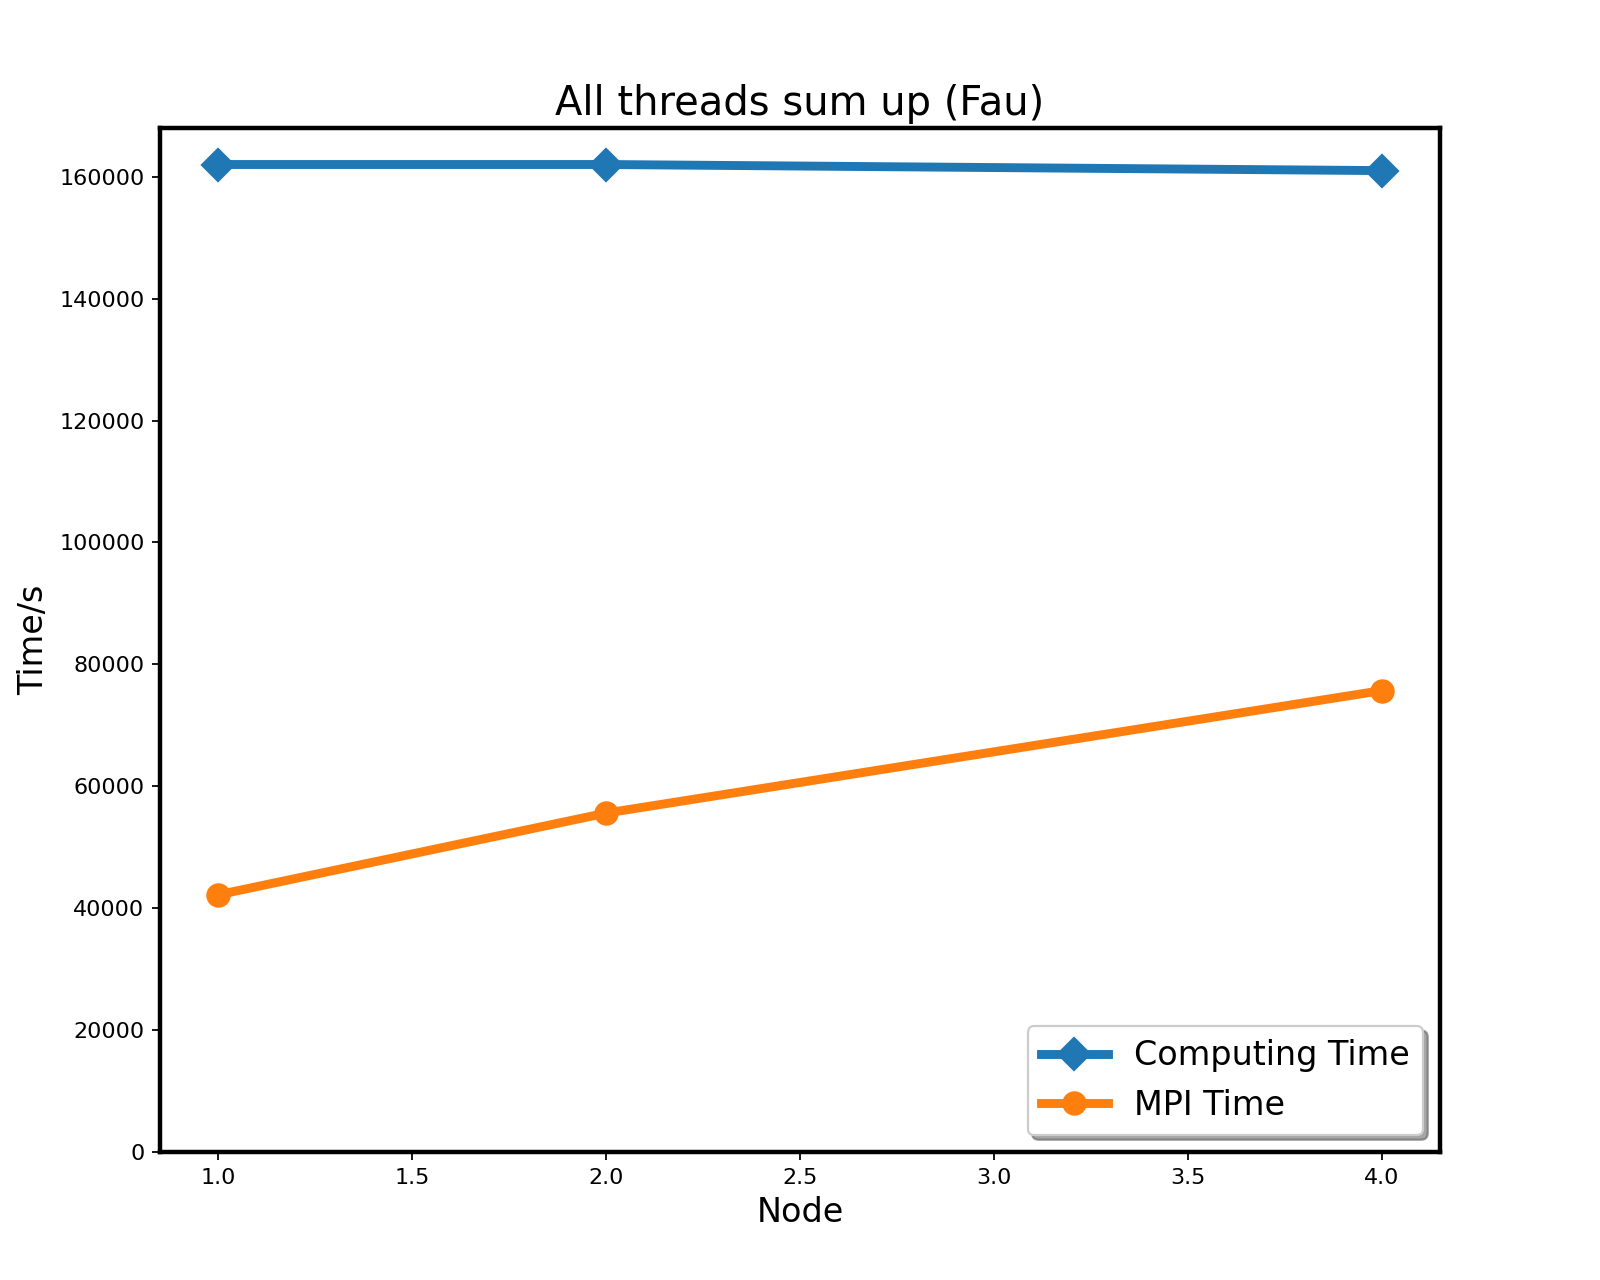 All threads sum up (Fau)
160000
140000
120000
100000
80000
60000
40000
20000
0
Time/s
1.0 1.5 2.0 2.5 3.0 3.5 4.0
Node
Computing Time
MPI Time